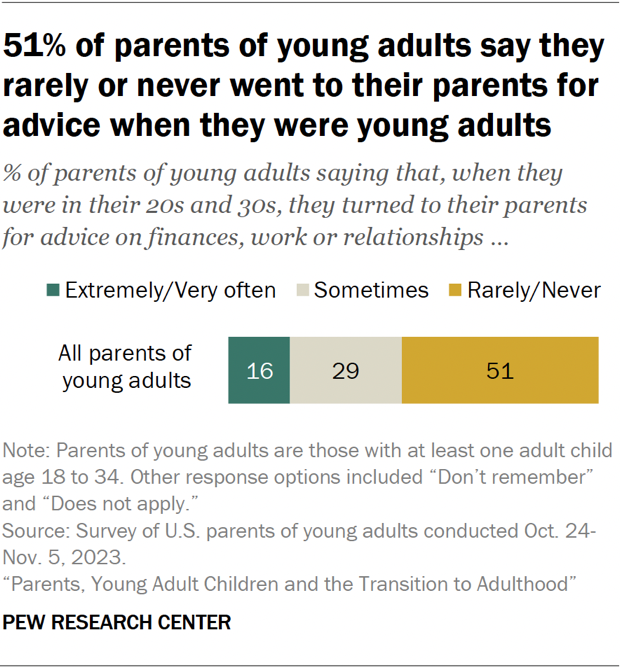 51% of parents of young adults say they
rarely or never went to their parents for
advice when they were young adults
% of parents of young adults saying that, when they
were in their 20s and 30s, they turned to their parents
for advice on finances, work or relationships ...
Extremely/Very often Sometimes Rarely/Never
All parents of
young adults
16 29 51
Note: Parents of young adults are those with at least one adult child
age 18 to 34. Other response options included “Don’t remember”
and “Does not apply.”
Source: Survey of U.S. parents of young adults conducted Oct. 24-
Nov. 5, 2023.
“Parents, Young Adult Children and the Transition to Adulthood”
PEW RESEARCH CENTER